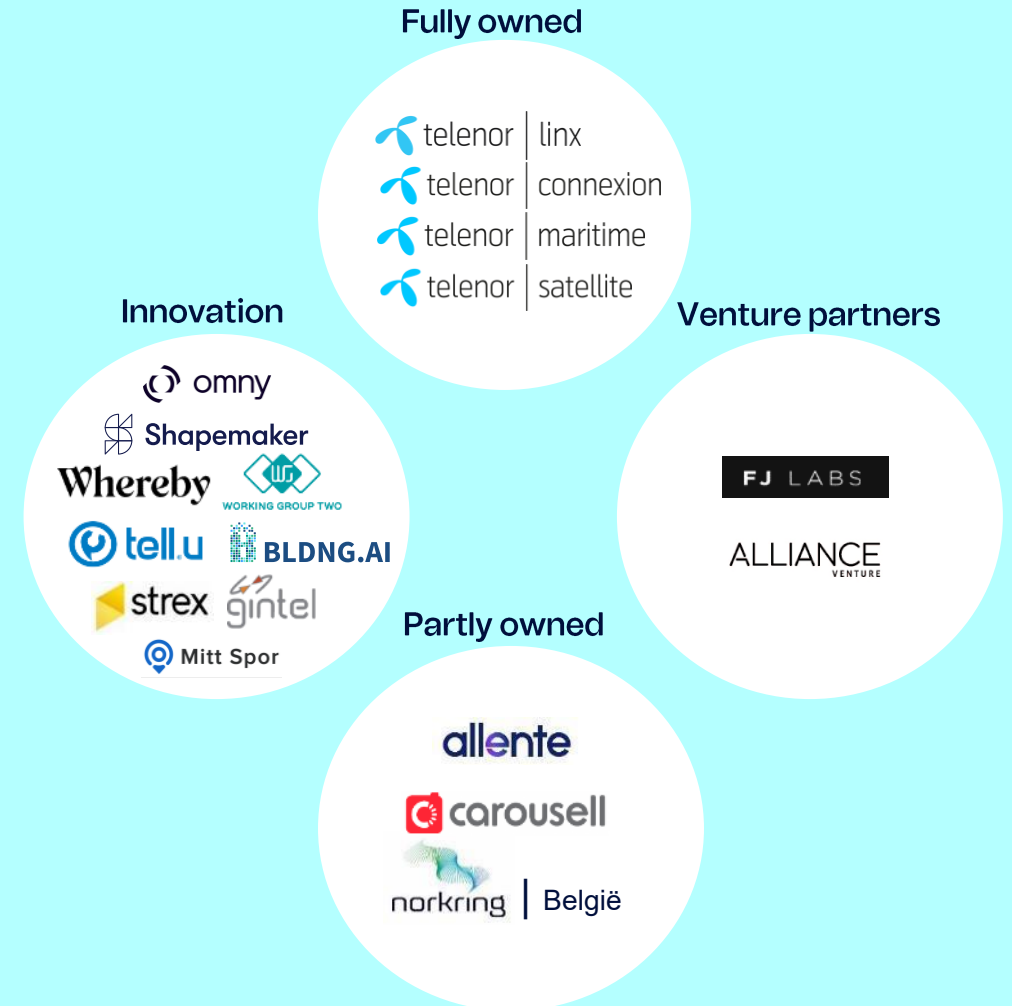 Fully owned
telenor | linx
telenor | connexion
telenor | maritime
telenor | satellite
Innovation
omny
Shapemaker
Whereby
WG
WORKING GROUP TWO
tell.u
BLDNG.AI
strex
gintel
Mitt Spor
Venture partners
FJ LABS
ALLIANCE
VENTURE
Partly owned
allente
carousell
norkring | België